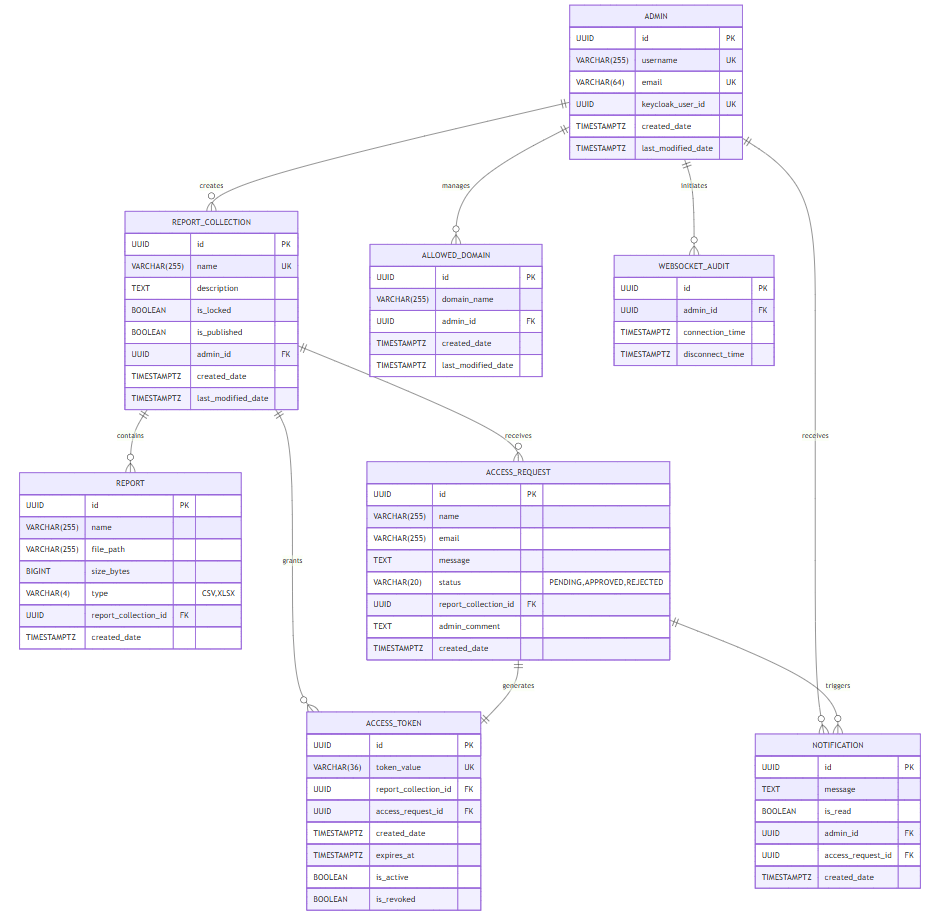 ADMIN
UUID id PK
VARCHAR(255) username UK
VARCHAR(64) email UK
UUID keycloak_user_id UK
TIMESTAMPTZ created_date
TIMESTAMPTZ last_modified_date
creates
manages
initiates
REPORT_COLLECTION
UUID id PK
VARCHAR(255) name UK
TEXT description
BOOLEAN is_locked
BOOLEAN is_published
UUID admin_id FK
TIMESTAMPTZ created_date
TIMESTAMPTZ last_modified_date
ALLOWED_DOMAIN
UUID id PK
VARCHAR(255) domain_name
UUID admin_id FK
TIMESTAMPTZ created_date
TIMESTAMPTZ last_modified_date
WEBSOCKET_AUDIT
UUID id PK
UUID admin_id FK
TIMESTAMPTZ connection_time
TIMESTAMPTZ disconnect_time
contains
receives
receives
REPORT
UUID id PK
VARCHAR(255) name
VARCHAR(255) file_path
BIGINT size_bytes
VARCHAR(4) type CSV,XLSX
UUID report_collection_id FK
TIMESTAMPTZ created_date
grants
ACCESS_REQUEST
UUID id PK
VARCHAR(255) name
VARCHAR(255) email
TEXT message
VARCHAR(20) status PENDING,APPROVED,REJECTED
UUID report_collection_id FK
TEXT admin_comment
TIMESTAMPTZ created_date
generates
triggers
ACCESS_TOKEN
UUID id PK
VARCHAR(36) token_value UK
UUID report_collection_id FK
UUID access_request_id FK
TIMESTAMPTZ created_date
TIMESTAMPTZ expires_at
BOOLEAN is_active
BOOLEAN is_revoked
NOTIFICATION
UUID id PK
TEXT message
BOOLEAN is_read
UUID admin_id FK
UUID access_request_id FK
TIMESTAMPTZ created_date